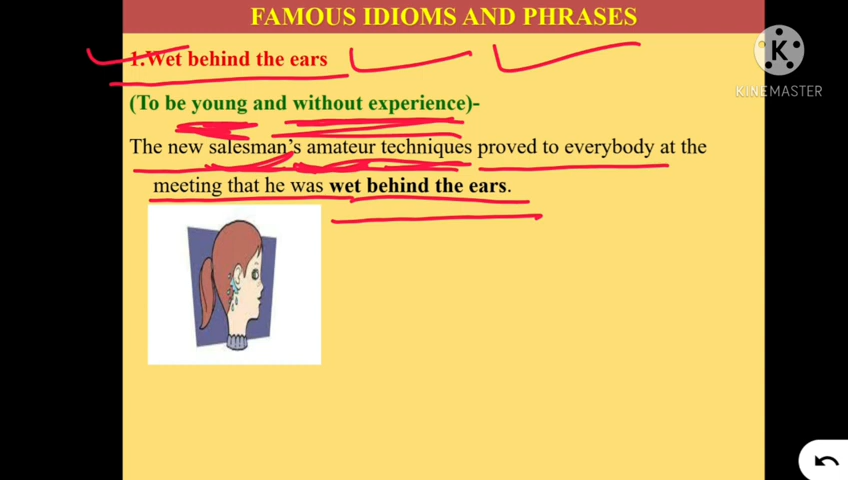 FAMOUS IDIOMS AND PHRASES
1.Wet behind the ears
(To be young and without experience)-
The new salesman's amateur techniques proved to everybody at the
meeting that he was wet behind the ears.
K
KINEMASTER